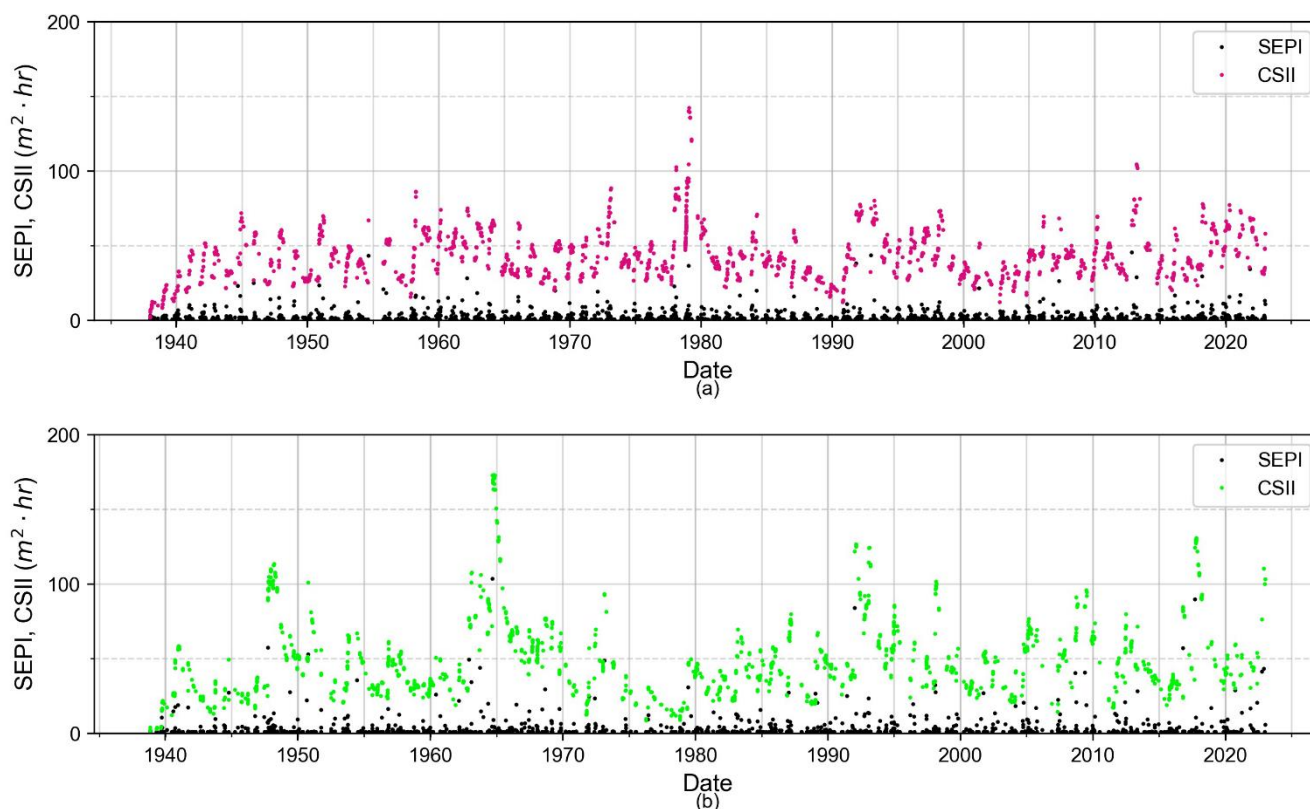 200
100
0
SEPI, CSII (m² · hr)
SEPI
CSII
1940 1950 1960 1970 1980 1990 2000 2010 2020
Date
(a)
200
100
0
SEPI, CSII (m² · hr)
SEPI
CSII
1940 1950 1960 1970 1980 1990 2000 2010 2020
Date
(b)